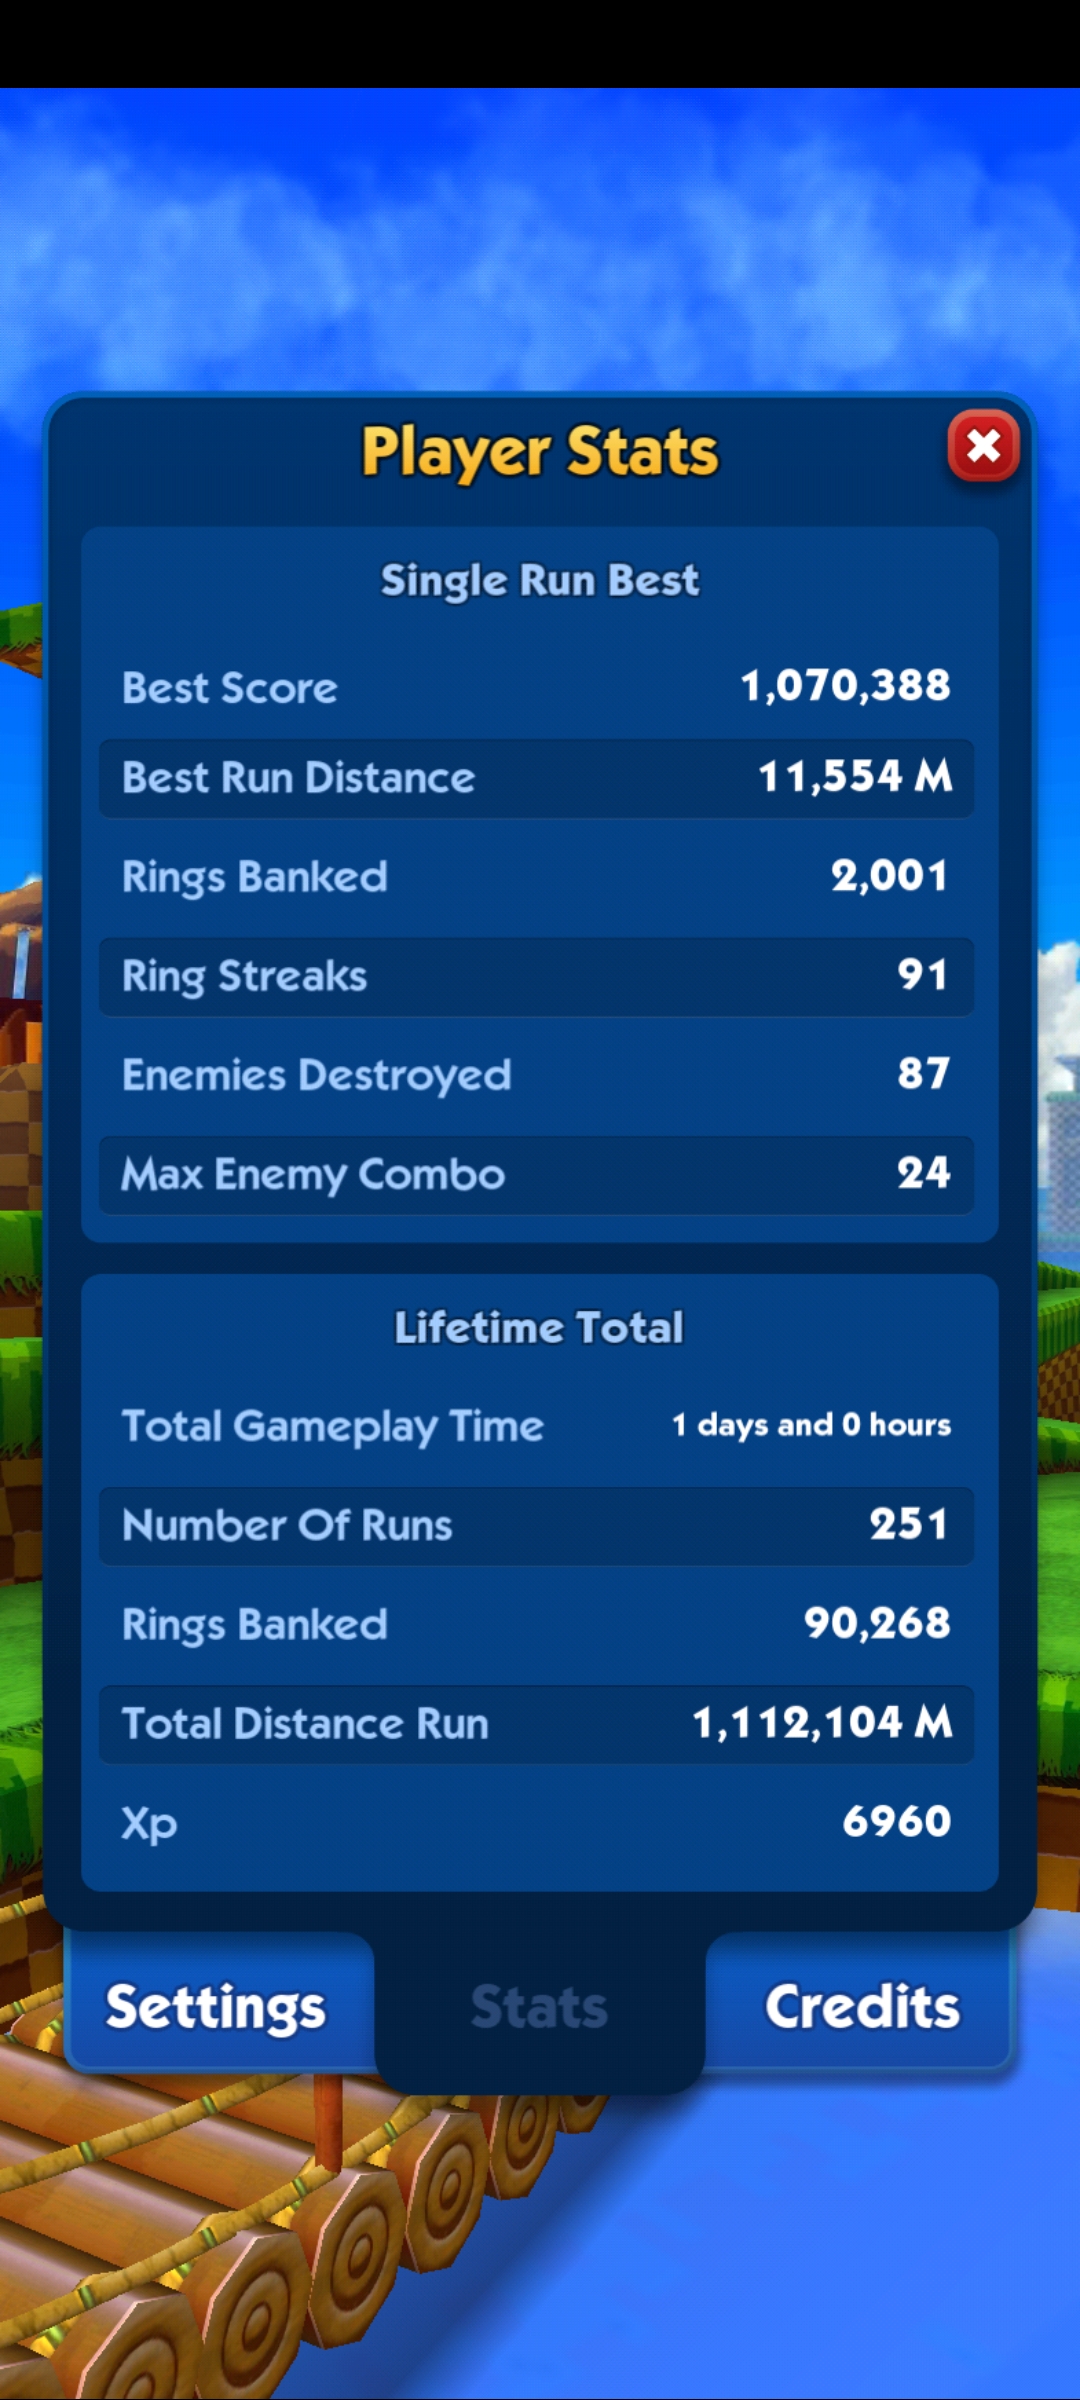 Player Stats
Single Run Best
Best Score 1,070,388
Best Run Distance 11,554 M
Rings Banked 2,001
Ring Streaks 91
Enemies Destroyed 87
Max Enemy Combo 24
Lifetime Total
Total Gameplay Time 1 days and 0 hours
Number Of Runs 251
Rings Banked 90,268
Total Distance Run 1,112,104 M
Xp 6960
Settings Stats Credits